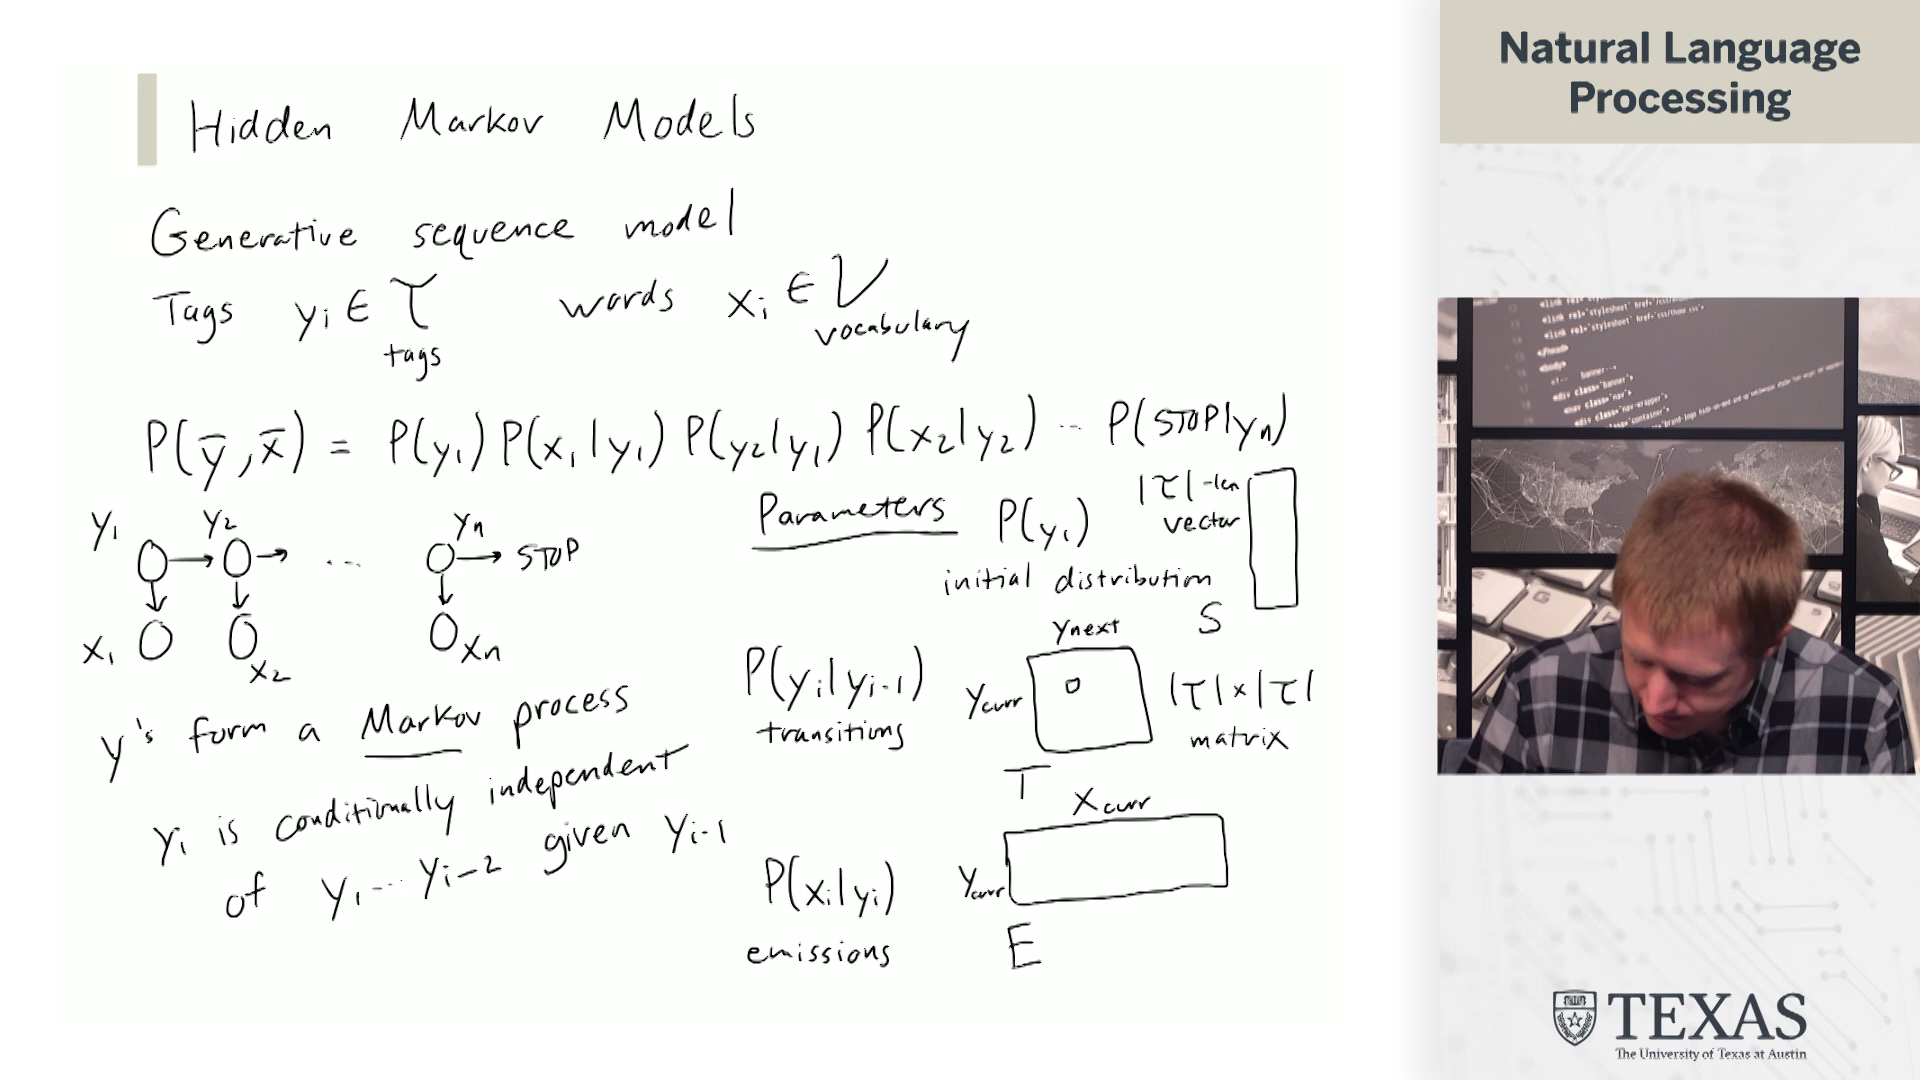 Hidden Markov Models
Generative sequence model
Tags yᵢ ∈ 𝒯 words xᵢ ∈ 𝒱
tags vocabulary
P(ȳ, x̄) = P(y₁) P(x₁|y₁) P(y₂|y₁) P(x₂|y₂) ... P(STOP|yₙ)
y₁ y₂ yₙ
... STOP
x₁ x₂ xₙ
y's form a Markov process
yᵢ is conditionally independent
of y₁ ... yᵢ₋₂ given yᵢ₋₁
Parameters P(y₁) |𝒯|-len
vector
initial distribution
S
P(yᵢ|yᵢ₋₁)
transitions
ynext
ycurr
|𝒯| x |𝒯|
matrix
T
P(xᵢ|yᵢ)
emissions
xcurr
ycurr
E
Natural Language
Processing
TEXAS
The University of Texas at Austin